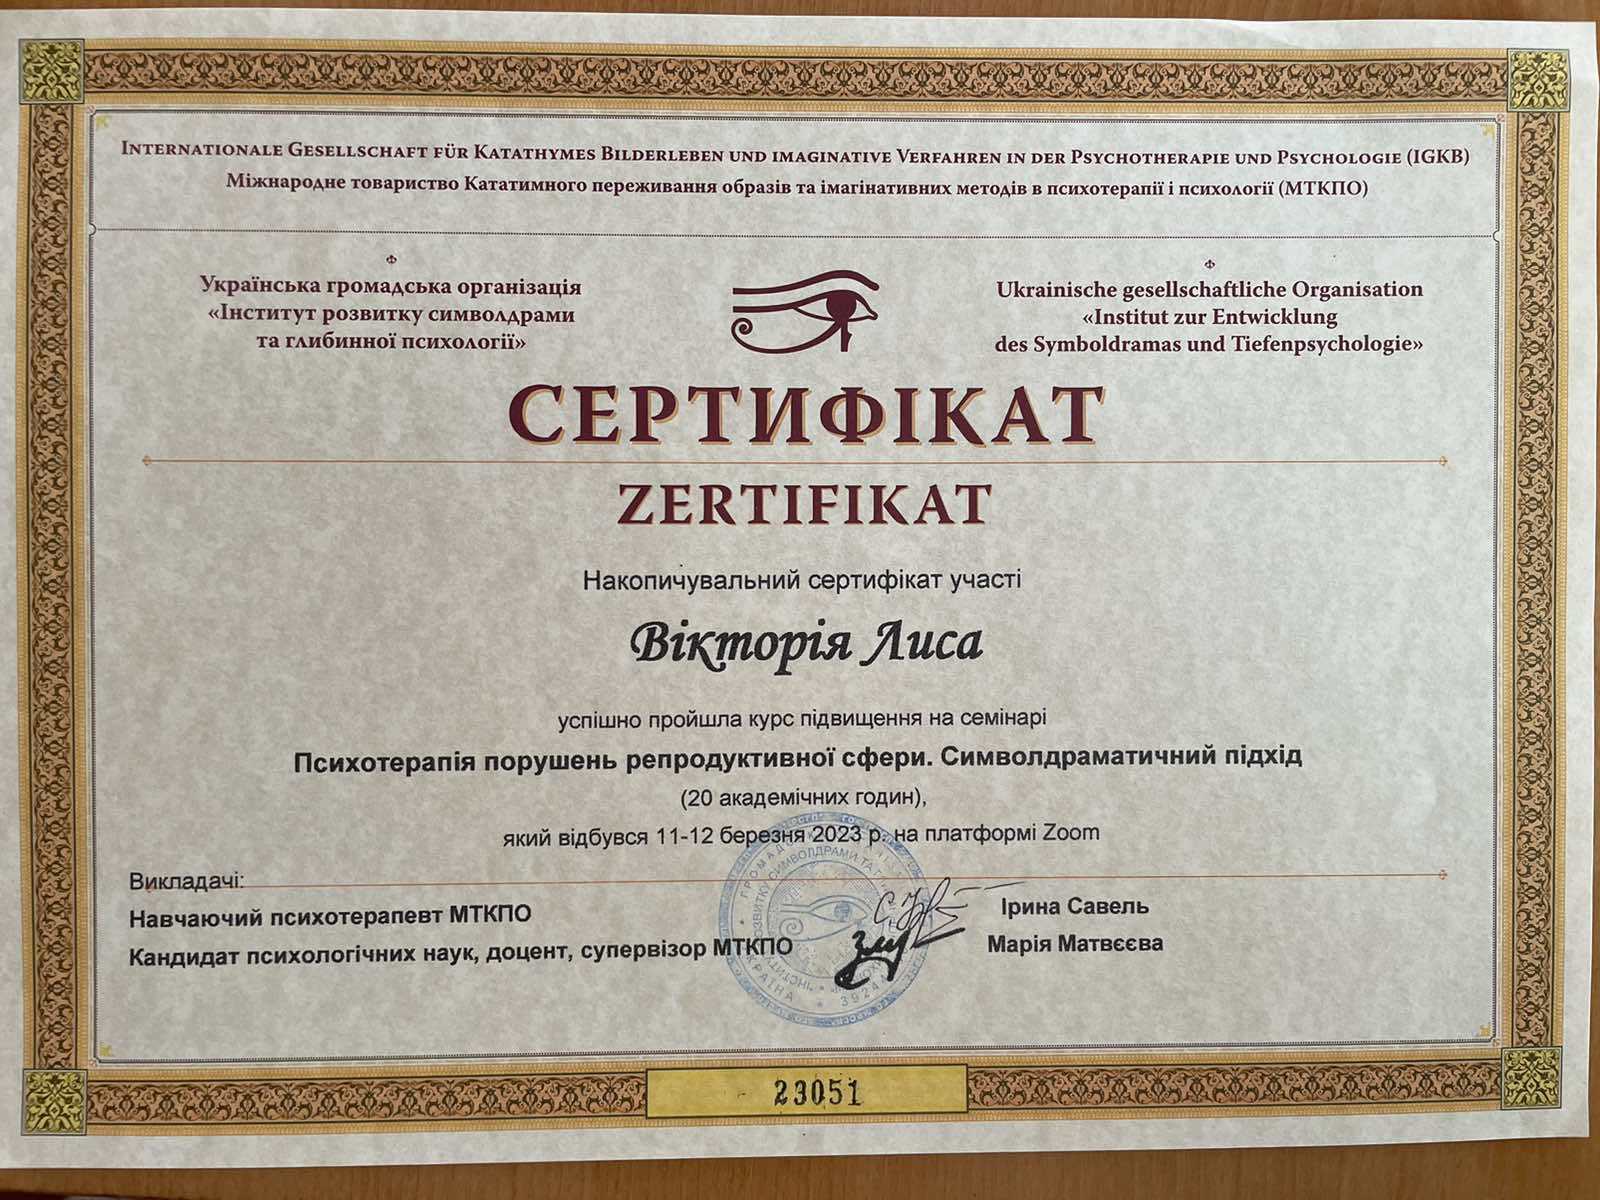 Internationale Gesellschaft für Katathymes Bilderleben und imaginative Verfahren in der Psychotherapie und Psychologie (IGKB)
Міжнародне товариство Кататимного переживання образів та імагінативних методів в психотерапії і психології (МТКПО)
Українська громадська організація
«Інститут розвитку символдрами
та глибинної психології»
Ukrainische gesellschaftliche Organisation
«Institut zur Entwicklung
des Symboldramas und Tiefenpsychologie»
СЕРТИФІКАТ
ZERTIFIKAT
Накопичувальний сертифікат участі
Вікторія Лиса
успішно пройшла курс підвищення на семінарі
Психотерапія порушень репродуктивної сфери. Символдраматичний підхід
(20 академічних годин),
який відбувся 11-12 березня 2023 р. на платформі Zoom
Викладачі:
Навчаючий психотерапевт МТКПО
Ірина Савель
Кандидат психологічних наук, доцент, супервізор МТКПО
Марія Матвєєва
23051